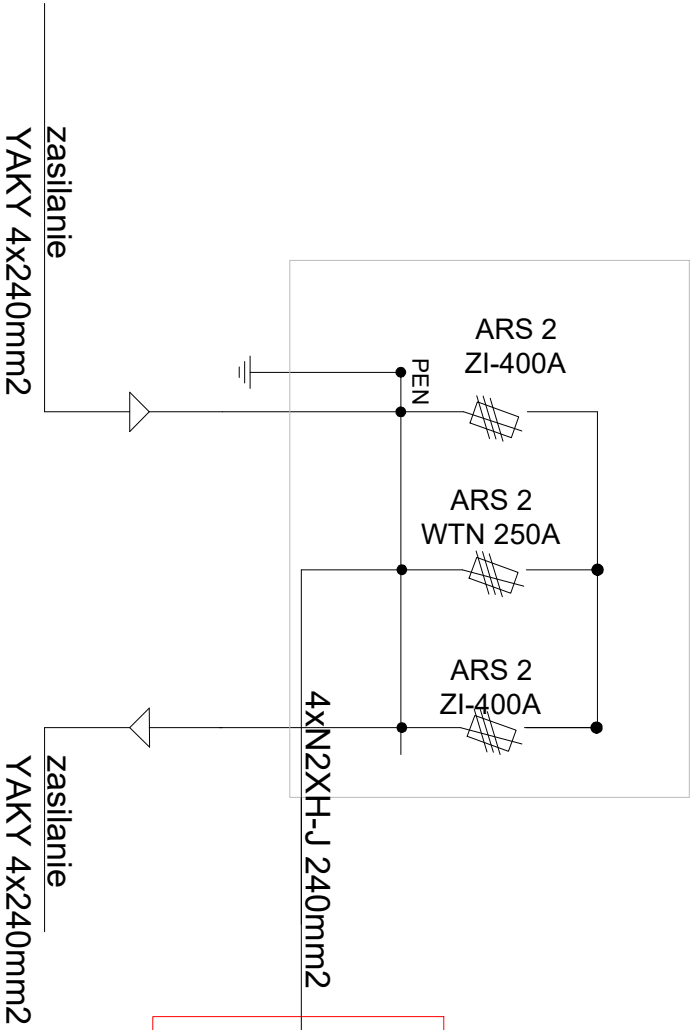 ARS 2
ZI-400A
PEN
ARS 2
WTN 250A
ARS 2
ZI-400A
zasilanie
YAKY 4x240mm2
4xN2XH-J 240mm2
zasilanie
YAKY 4x240mm2